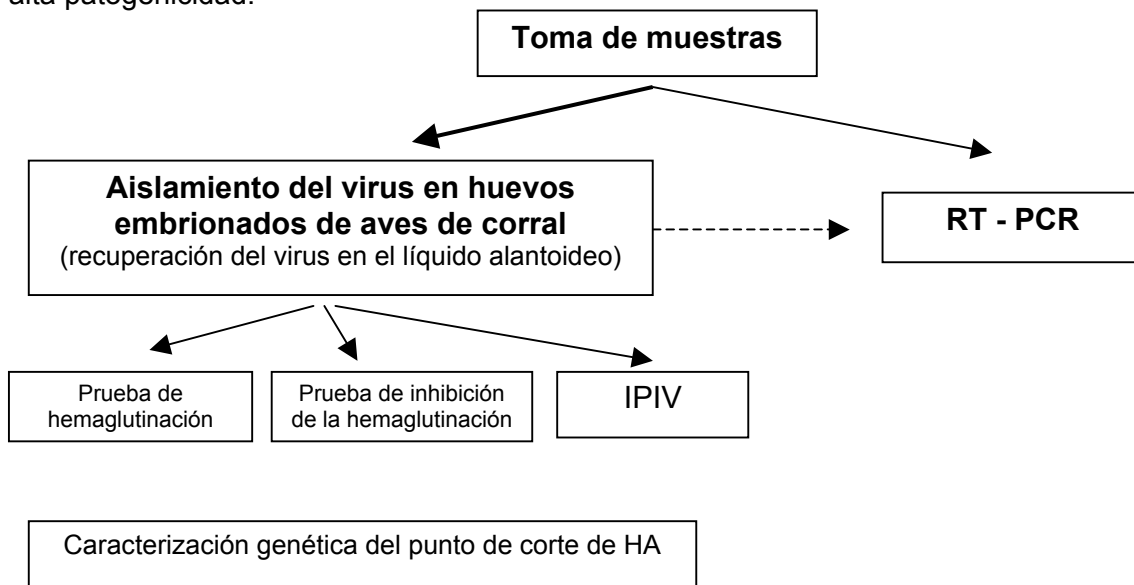 alta patogenicidad.
Toma de muestras
Aislamiento del virus en huevos
embrionados de aves de corral
(recuperación del virus en el líquido alantoideo)
RT - PCR
Prueba de
hemaglutinación
Prueba de inhibición
de la hemaglutinación
IPIV
Caracterización genética del punto de corte de HA